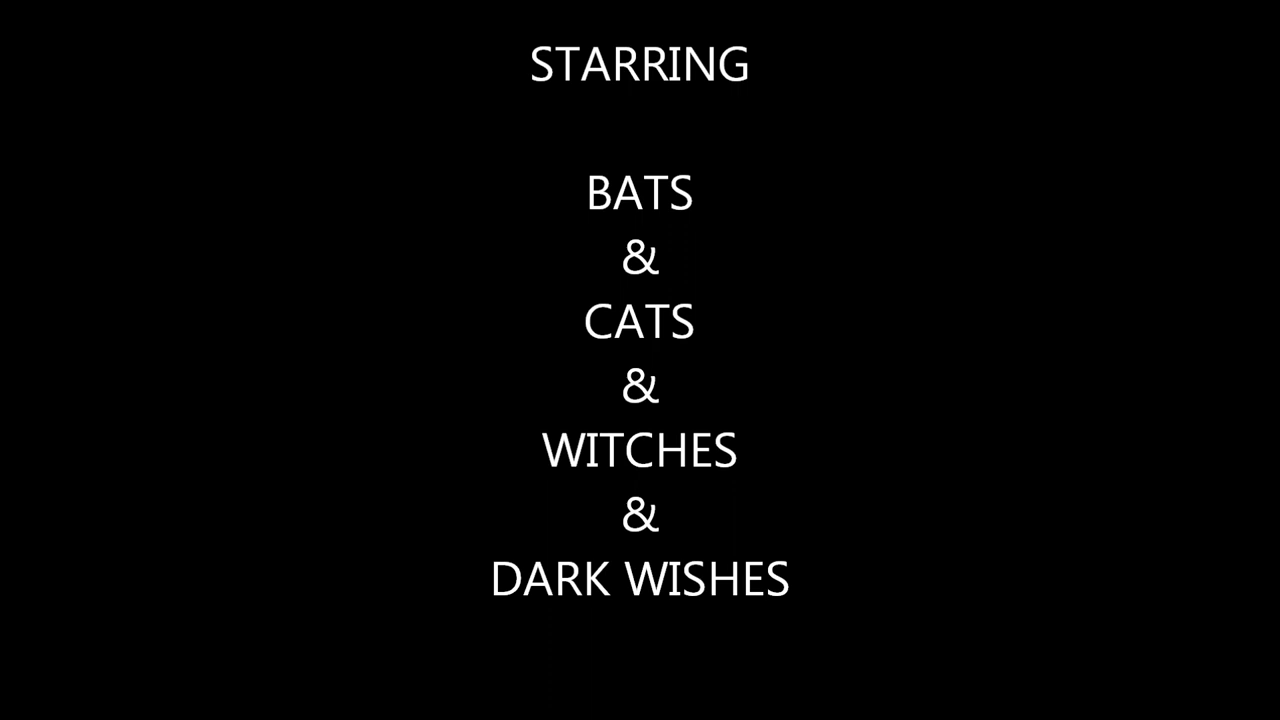 STARRING
BATS
&
CATS
&
WITCHES
&
DARK WISHES